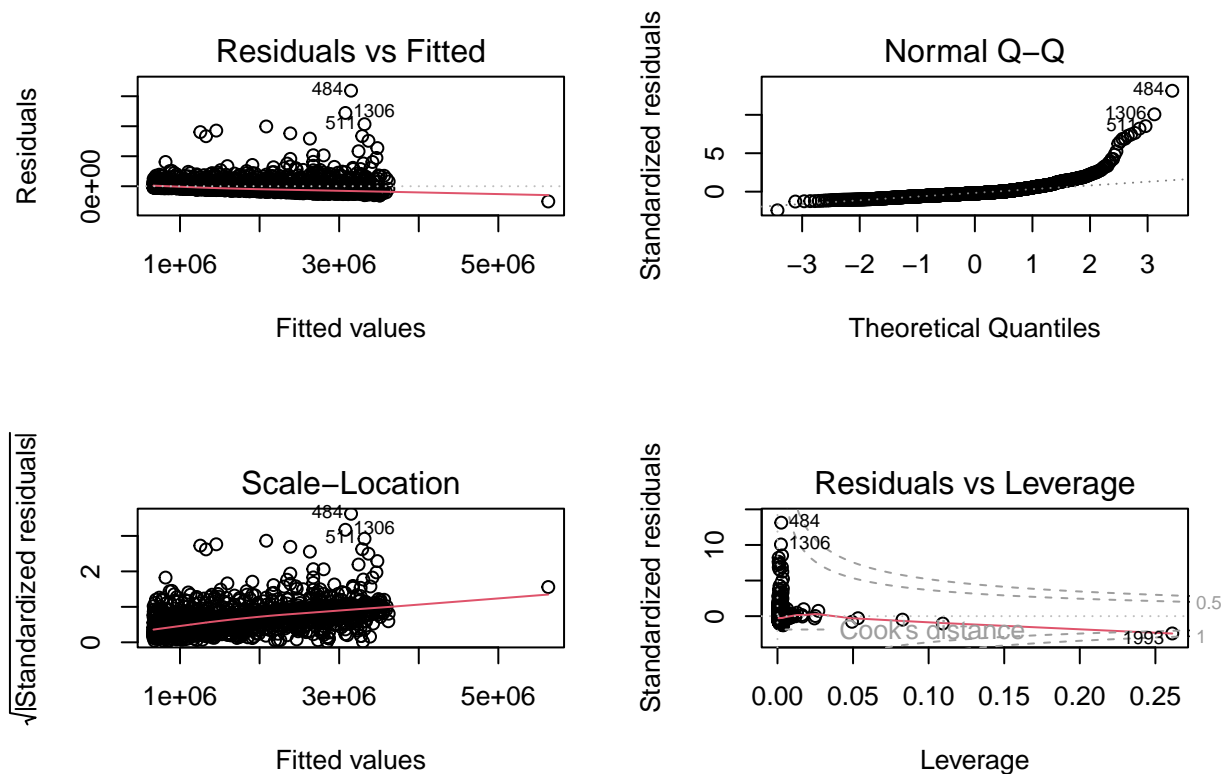 Residuals vs Fitted
Residuals
0e+00
484
1306
511
1e+06 3e+06 5e+06
Fitted values
Normal Q−Q
Standardized residuals
0 5
484
1306
511
−3 −2 −1 0 1 2 3
Theoretical Quantiles
Scale−Location
√|Standardized residuals|
0 2
484
1306
511
1e+06 3e+06 5e+06
Fitted values
Residuals vs Leverage
Standardized residuals
0 10
484
1306
Cook's distance
1993
0.5
1
0.00 0.05 0.10 0.15 0.20 0.25
Leverage